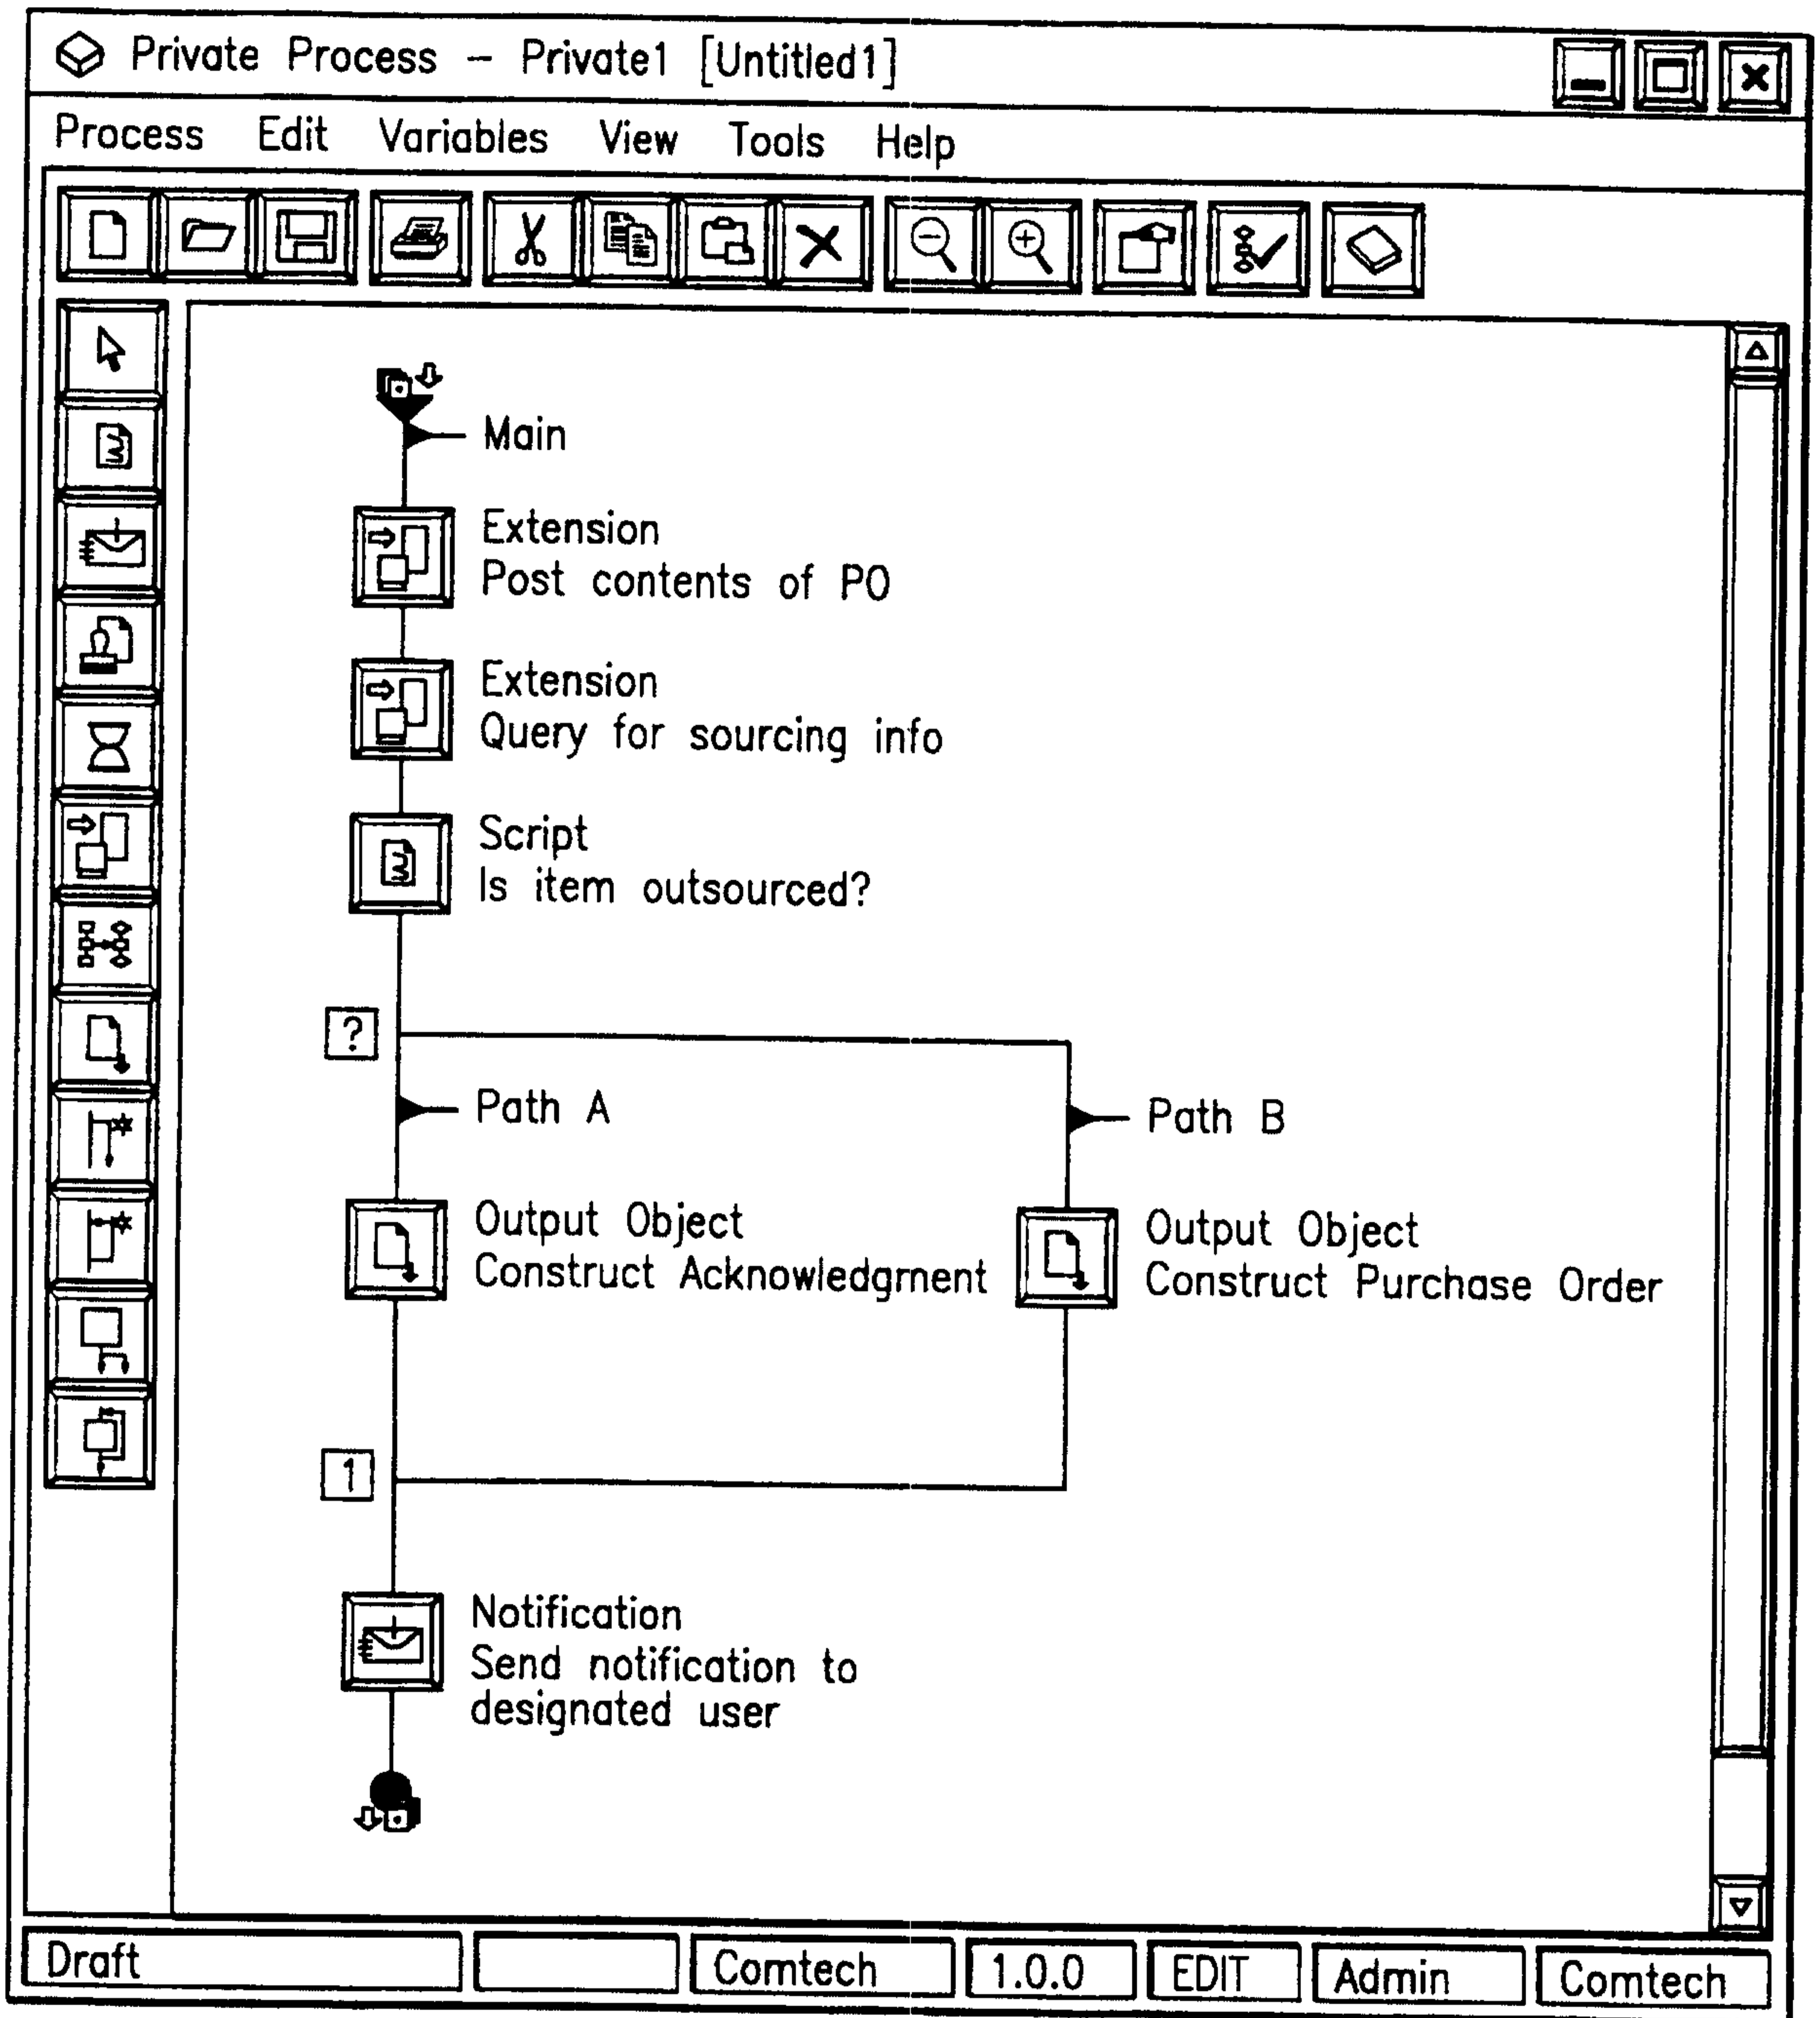 Private Process – Private1 [Untitled1]
Process Edit Variables View Tools Help
Main
Extension
Post contents of PO
Extension
Query for sourcing info
Script
Is item outsourced?
?
Path A
Path B
Output Object
Construct Acknowledgment
Output Object
Construct Purchase Order
1
Notification
Send notification to
designated user
Draft Comtech 1.0.0 EDIT Admin Comtech